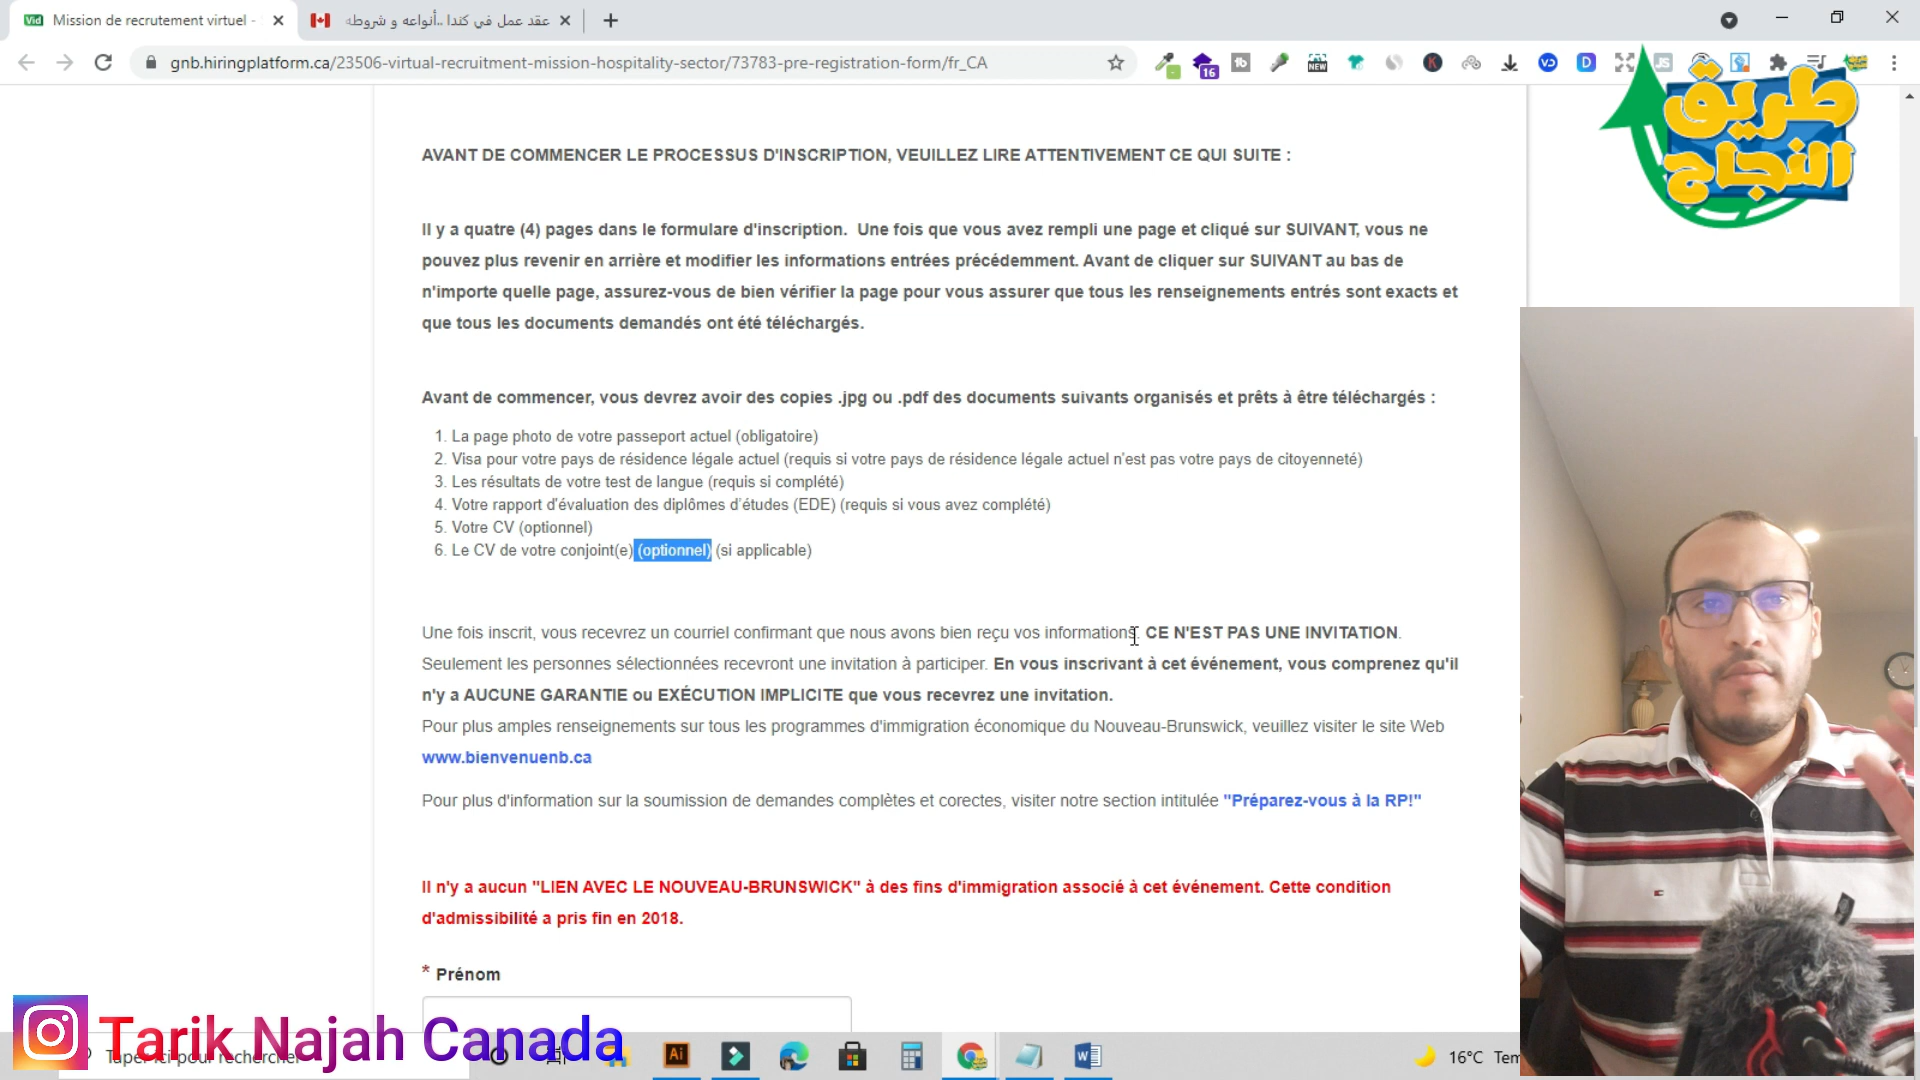 Mission de recrutement virtuel -
عقد عمل في كندا ..أنواعه و شروطه
gnb.hiringplatform.ca/23506-virtual-recruitment-mission-hospitality-sector/73783-pre-registration-form/fr_CA
16
NEW
JS
طريق
النجاح
AVANT DE COMMENCER LE PROCESSUS D'INSCRIPTION, VEUILLEZ LIRE ATTENTIVEMENT CE QUI SUITE :
Il y a quatre (4) pages dans le formulaire d'inscription. Une fois que vous avez rempli une page et cliqué sur SUIVANT, vous ne
pouvez plus revenir en arrière et modifier les informations entrées précédemment. Avant de cliquer sur SUIVANT au bas de
n'importe quelle page, assurez-vous de bien vérifier la page pour vous assurer que tous les renseignements entrés sont exacts et
que tous les documents demandés ont été téléchargés.
Avant de commencer, vous devrez avoir des copies .jpg ou .pdf des documents suivants organisés et prêts à être téléchargés :
1. La page photo de votre passeport actuel (obligatoire)
2. Visa pour votre pays de résidence légale actuel (requis si votre pays de résidence légale actuel n'est pas votre pays de citoyenneté)
3. Les résultats de votre test de langue (requis si complété)
4. Votre rapport d'évaluation des diplômes d'études (EDE) (requis si vous avez complété)
5. Votre CV (optionnel)
6. Le CV de votre conjoint(e) (optionnel) (si applicable)
Une fois inscrit, vous recevrez un courriel confirmant que nous avons bien reçu vos informations. CE N'EST PAS UNE INVITATION.
Seulement les personnes sélectionnées recevront une invitation à participer. En vous inscrivant à cet événement, vous comprenez qu'il
n'y a AUCUNE GARANTIE ou EXÉCUTION IMPLICITE que vous recevrez une invitation.
Pour plus amples renseignements sur tous les programmes d'immigration économique du Nouveau-Brunswick, veuillez visiter le site Web
www.bienvenuenb.ca
Pour plus d'information sur la soumission de demandes complètes et corectes, visiter notre section intitulée "Préparez-vous à la RP!"
Il n'y a aucun "LIEN AVEC LE NOUVEAU-BRUNSWICK" à des fins d'immigration associé à cet événement. Cette condition
d'admissibilité a pris fin en 2018.
* Prénom
Tarik Najah Canada
Taper ici pour rechercher
Ai
16°C Tem